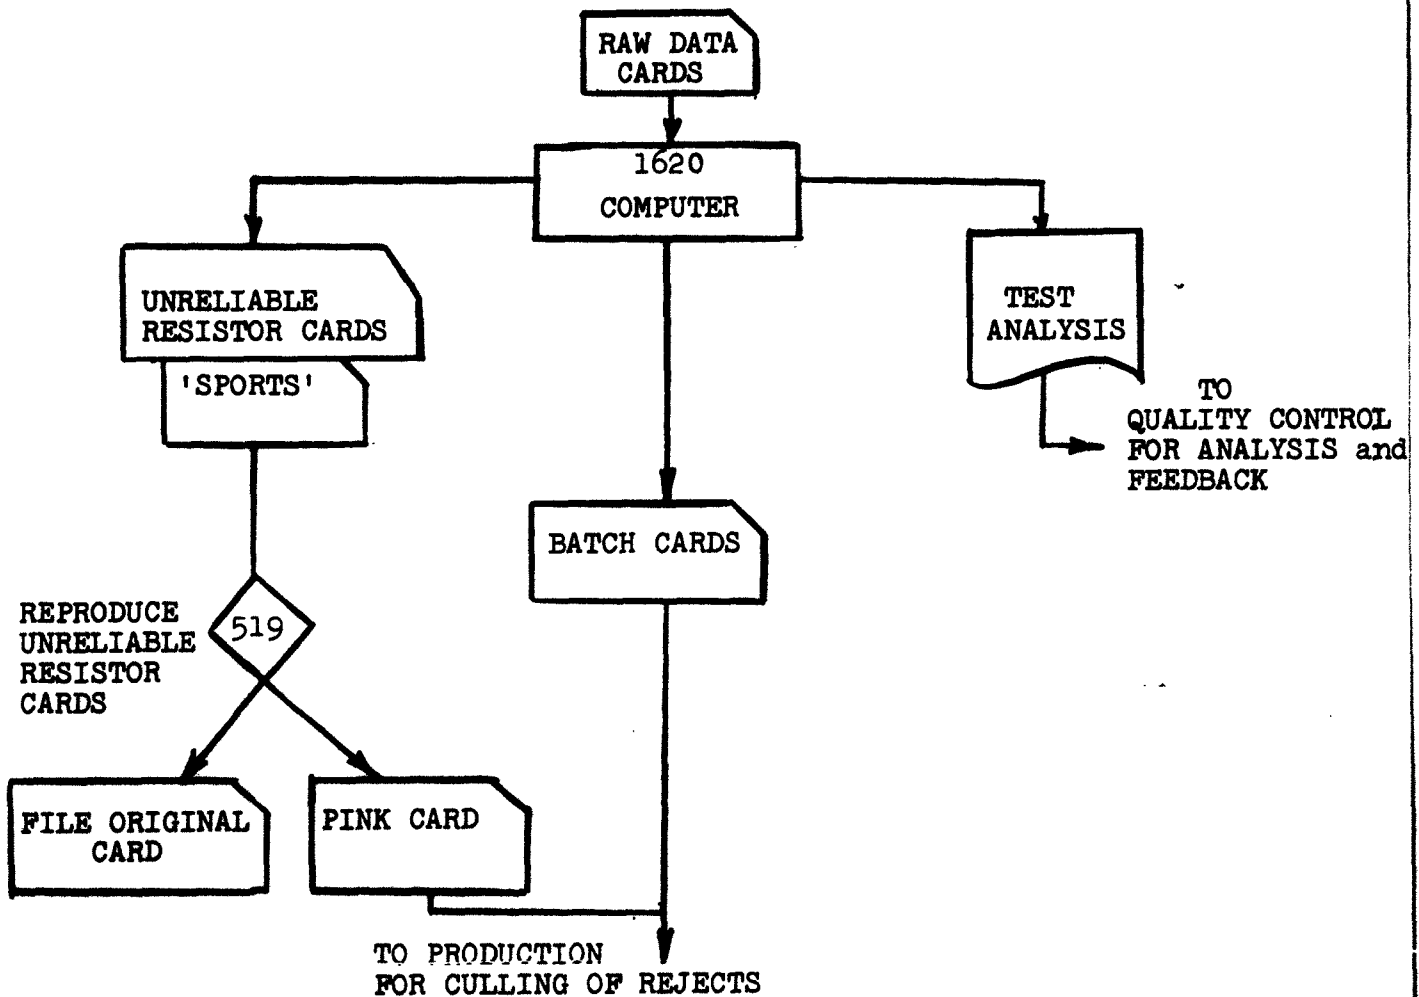 RAW DATA
CARDS
1620
COMPUTER
UNRELIABLE
RESISTOR CARDS
'SPORTS'
TEST
ANALYSIS
TO
QUALITY CONTROL
FOR ANALYSIS and
FEEDBACK
BATCH CARDS
REPRODUCE
UNRELIABLE
RESISTOR
CARDS
519
FILE ORIGINAL
CARD
PINK CARD
TO PRODUCTION
FOR CULLING OF REJECTS